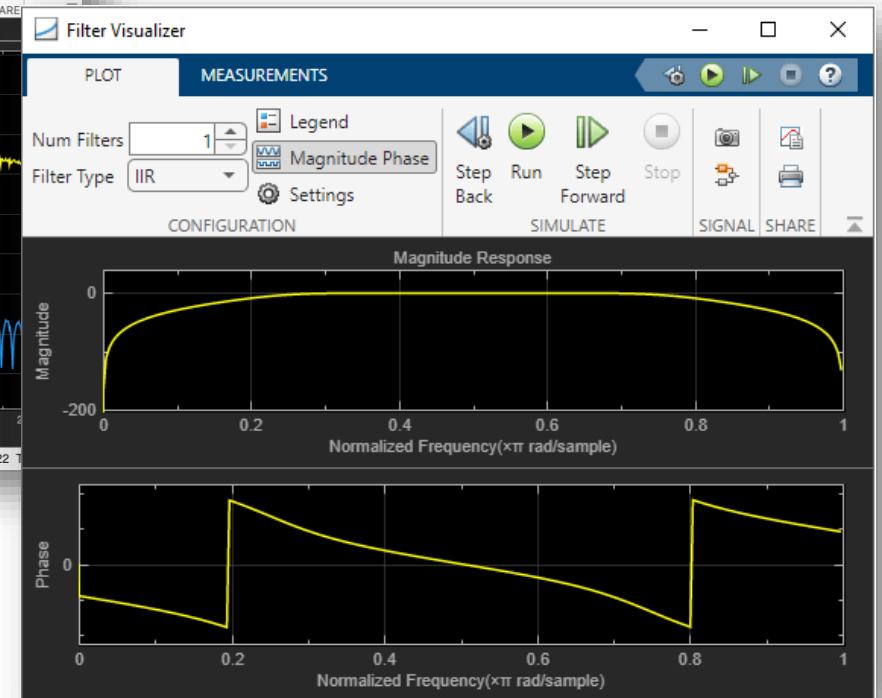 ARE
Filter Visualizer
PLOT MEASUREMENTS
?
Num Filters 1
Filter Type IIR
Legend
Magnitude Phase
Settings
Step Back
Run
Step Forward
Stop
CONFIGURATION SIMULATE SIGNAL SHARE
Magnitude Response
Magnitude
0
-200
0 0.2 0.4 0.6 0.8 1
Normalized Frequency(×π rad/sample)
22 T
Phase
0
0 0.2 0.4 0.6 0.8 1
Normalized Frequency(×π rad/sample)